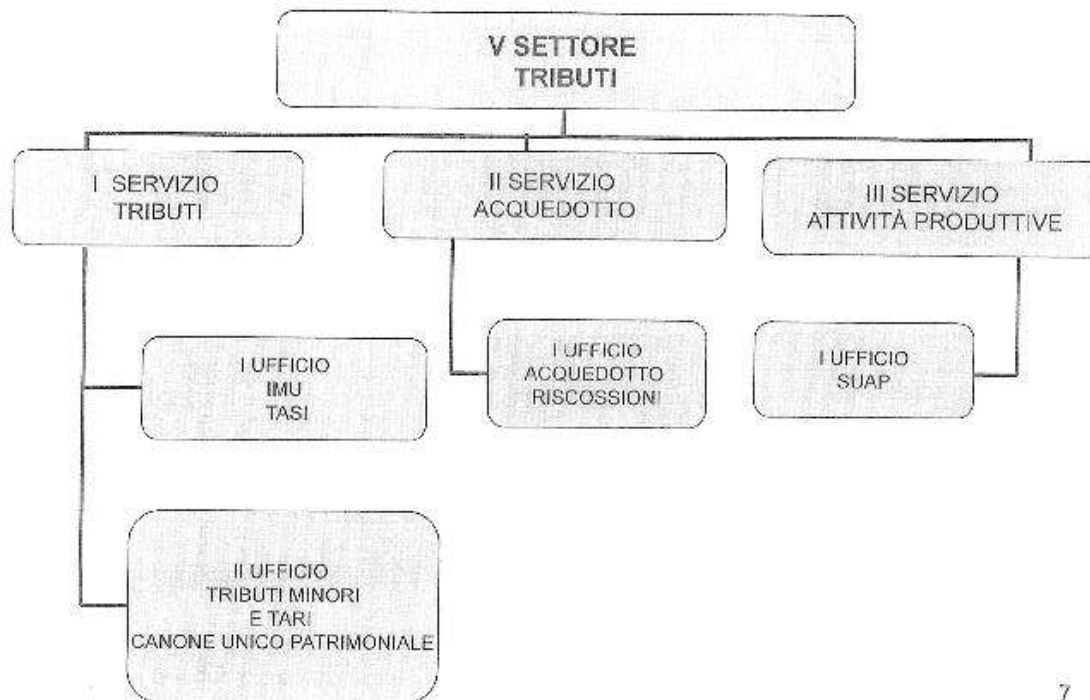 V SETTORE
TRIBUTI
I SERVIZIO
TRIBUTI
II SERVIZIO
ACQUEDOTTO
III SERVIZIO
ATTIVITÀ PRODUTTIVE
I UFFICIO
IMU
TASI
I UFFICIO
ACQUEDOTTO
RISCOSSIONI
I UFFICIO
SUAP
II UFFICIO
TRIBUTI MINORI
E TARI
CANONE UNICO PATRIMONIALE
7